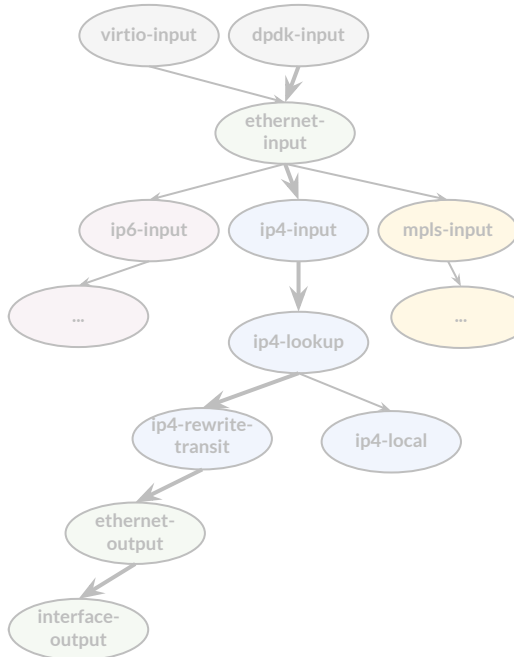 virtio-input
dpdk-input
ethernet-
input
ip6-input
ip4-input
mpls-input
...
...
ip4-lookup
ip4-rewrite-
transit
ip4-local
ethernet-
output
interface-
output